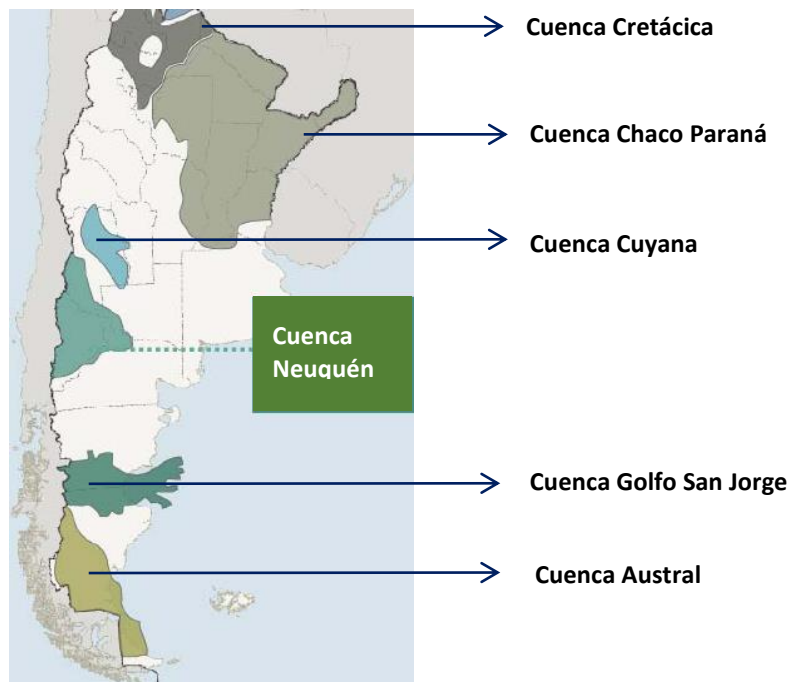 Cuenca Cretácica
Cuenca Chaco Paraná
Cuenca Cuyana
Cuenca
Neuquén
Cuenca Golfo San Jorge
Cuenca Austral